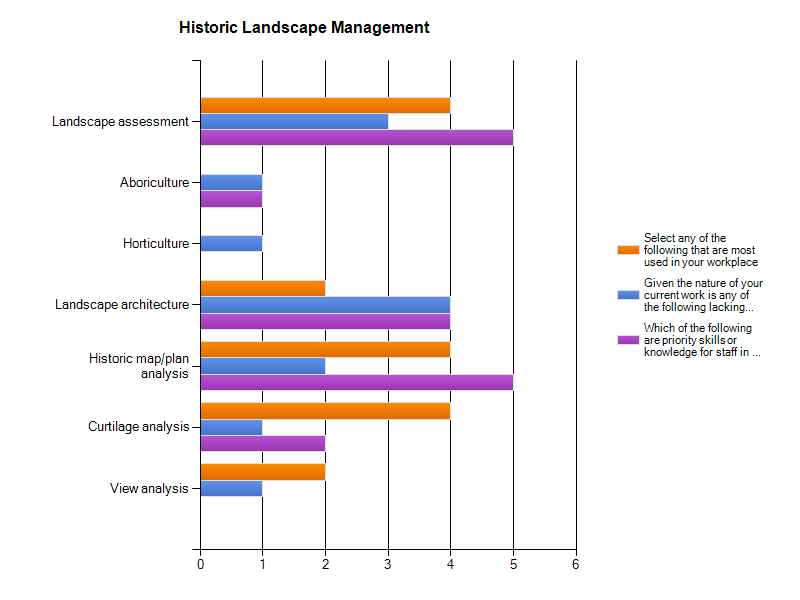 Historic Landscape Management
Landscape assessment
Aboriculture
Horticulture
Landscape architecture
Historic map/plan
analysis
Curtilage analysis
View analysis
0 1 2 3 4 5 6
Select any of the
following that are most
used in your workplace
Given the nature of your
current work is any of
the following lacking...
Which of the following
are priority skills or
knowledge for staff in ...